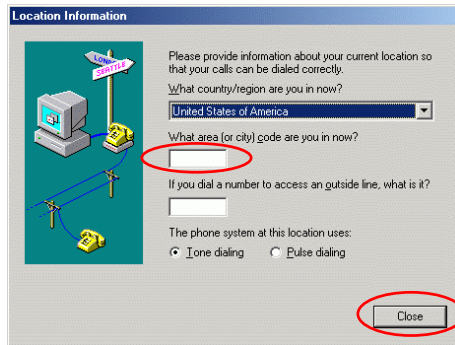 Location Information
LONDON
SEATTLE
Please provide information about your current location so
that your calls can be dialed correctly.
What country/region are you in now?
United States of America
What area (or city) code are you in now?
If you dial a number to access an outside line, what is it?
The phone system at this location uses:
Tone dialing
Pulse dialing
Close